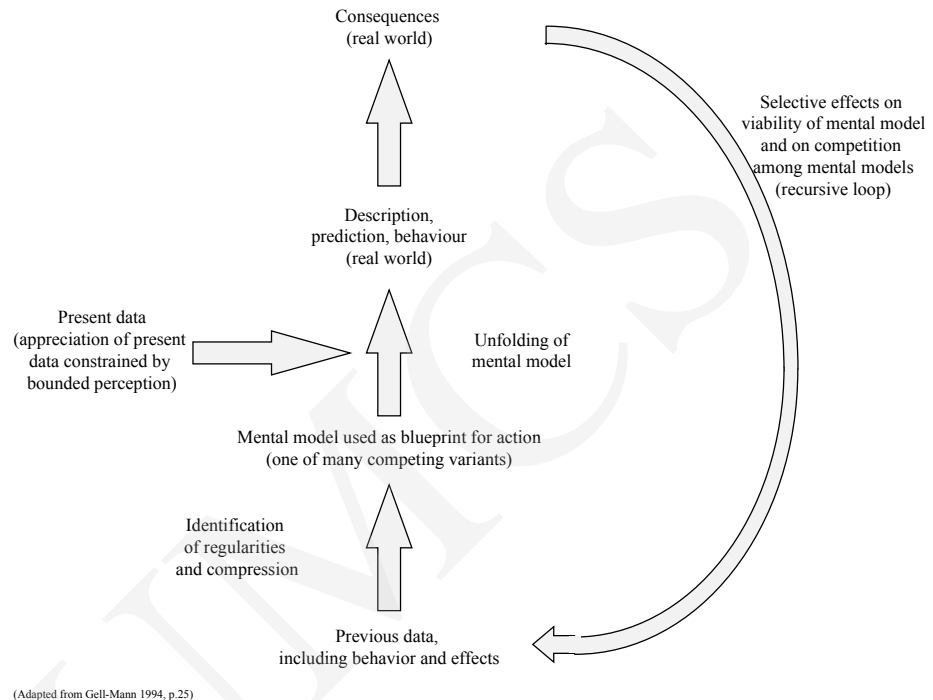 Consequences
(real world)
Selective effects on
viability of mental model
and on competition
among mental models
(recursive loop)
Description,
prediction, behaviour
(real world)
Present data
(appreciation of present
data constrained by
bounded perception)
Unfolding of
mental model
Mental model used as blueprint for action
(one of many competing variants)
Identification
of regularities
and compression
Previous data,
including behavior and effects
(Adapted from Gell-Mann 1994, p.25)
UMCS